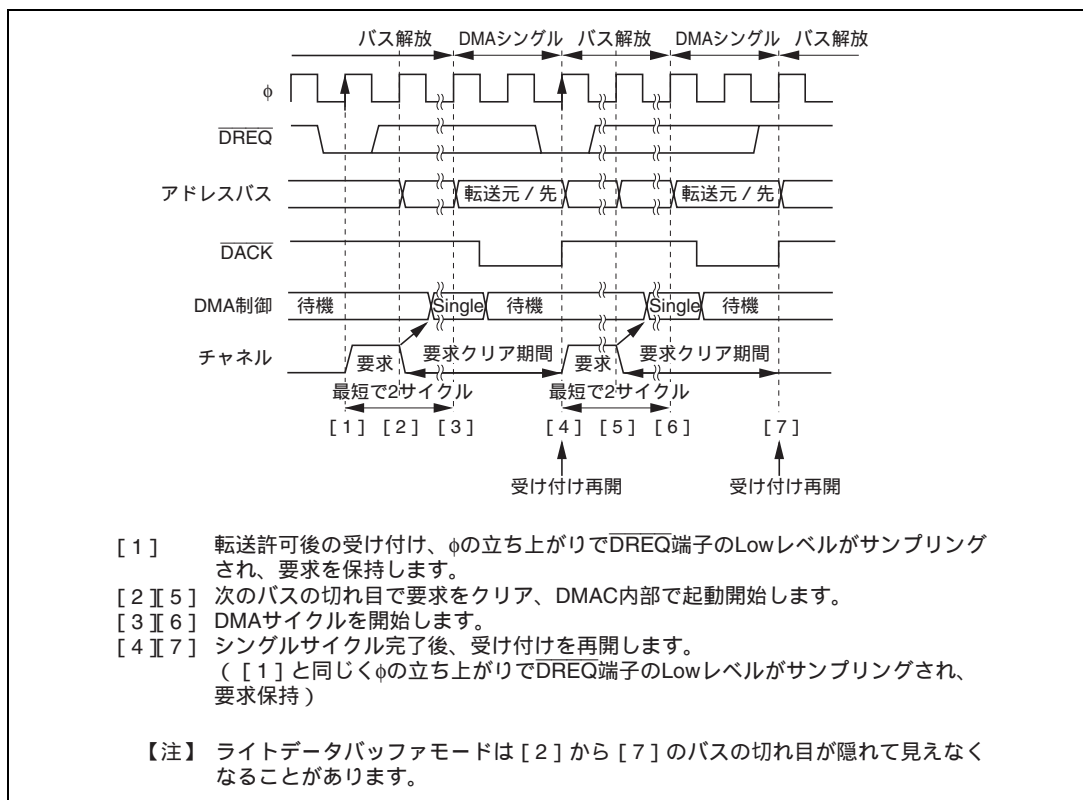 バス解放 DMAシングル バス解放 DMAシングル バス解放
φ
DREQ
アドレスバス 転送元 / 先 転送元 / 先
DACK
DMA制御 待機 Single 待機 Single 待機
チャネル 要求 要求クリア期間 要求 要求クリア期間
最短で2サイクル 最短で2サイクル
[1] [2] [3] [4] [5] [6] [7]
受け付け再開 受け付け再開
[1] 転送許可後の受け付け、φの立ち上がりでDREQ端子のLowレベルがサンプリング
され、要求を保持します。
[2][5] 次のバスの切れ目で要求をクリア、DMAC内部で起動開始します。
[3][6] DMAサイクルを開始します。
[4][7] シングルサイクル完了後、受け付けを再開します。
([1]と同じくφの立ち上がりでDREQ端子のLowレベルがサンプリングされ、
要求保持)
【注】 ライトデータバッファモードは[2]から[7]のバスの切れ目が隠れて見えなく
なることがあります。